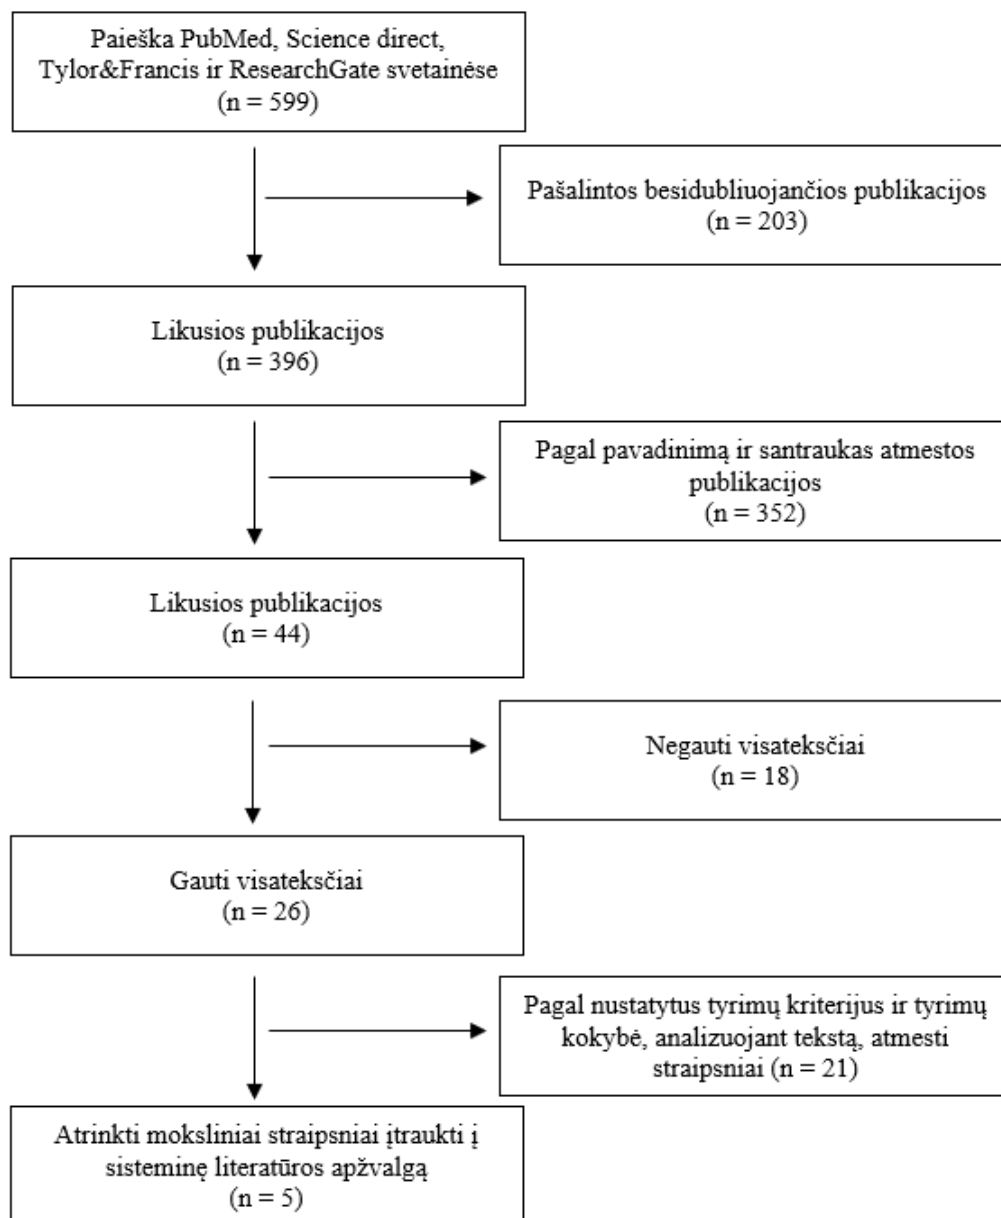 Paieška PubMed, Science direct,
Tylor&Francis ir ResearchGate svetainėse
(n = 599)
Pašalintos besidubliuojančios publikacijos
(n = 203)
Likusios publikacijos
(n = 396)
Pagal pavadinimą ir santraukas atmestos
publikacijos
(n = 352)
Likusios publikacijos
(n = 44)
Negauti visateksčiai
(n = 18)
Gauti visateksčiai
(n = 26)
Pagal nustatytus tyrimų kriterijus ir tyrimų
kokybė, analizuojant tekstą, atmesti
straipsniai (n = 21)
Atrinkti moksliniai straipsniai įtraukti į
sisteminę literatūros apžvalgą
(n = 5)